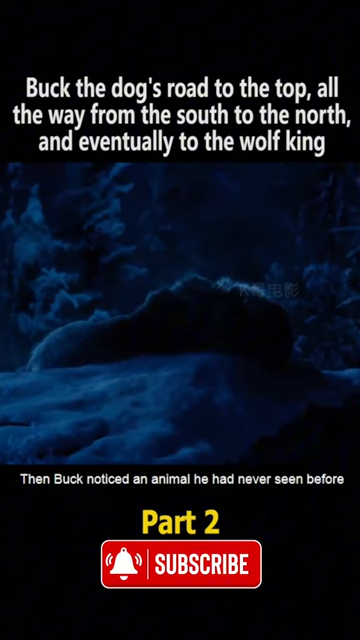 Buck the dog's road to the top, all
the way from the south to the north,
and eventually to the wolf king
Then Buck noticed an animal he had never seen before
Part 2
SUBSCRIBE